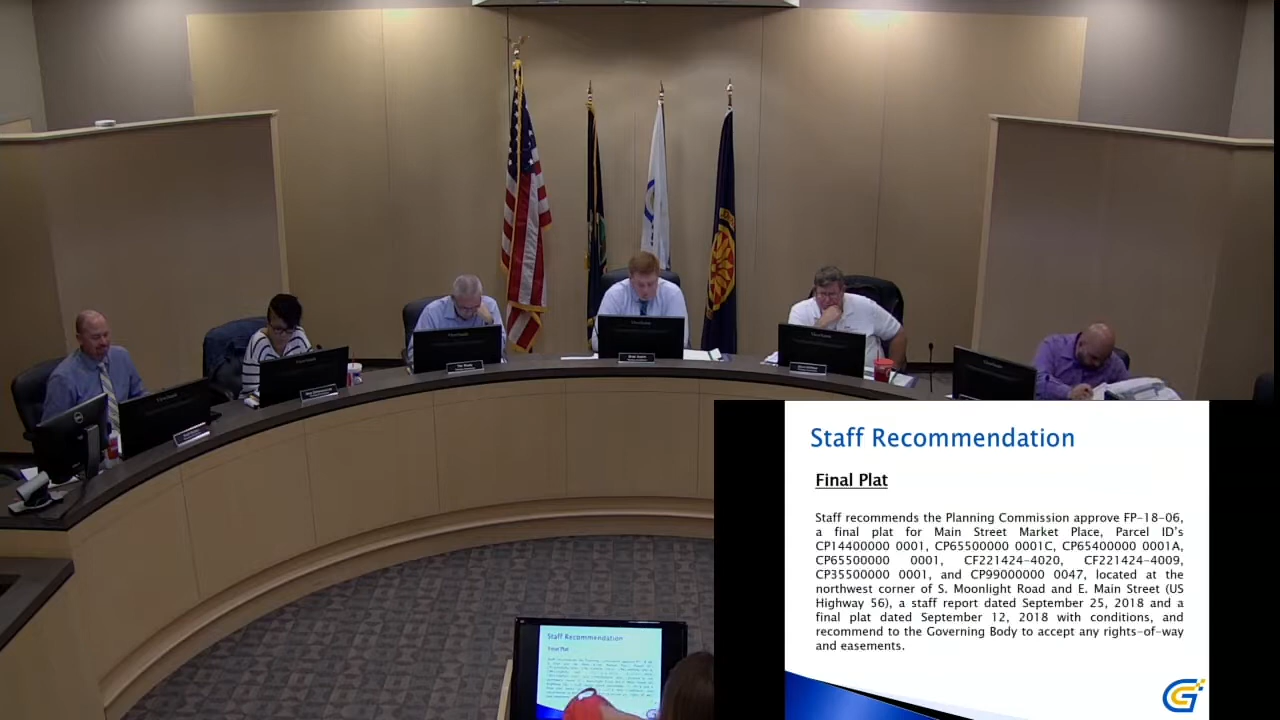 Staff Recommendation
Final Plat
Staff recommends the Planning Commission approve FP-18-06,
a final plat for Main Street Market Place, Parcel ID's
CP14400000 0001, CP65500000 0001C, CP65400000 0001A,
CP65500000 0001, CF221424-4020, CF221424-4009,
CP35500000 0001, and CP99000000 0047, located at the
northwest corner of S. Moonlight Road and E. Main Street (US
Highway 56), a staff report dated September 25, 2018 and a
final plat dated September 12, 2018 with conditions, and
recommend to the Governing Body to accept any rights-of-way
and easements.
Staff Recommendation
Final Plat